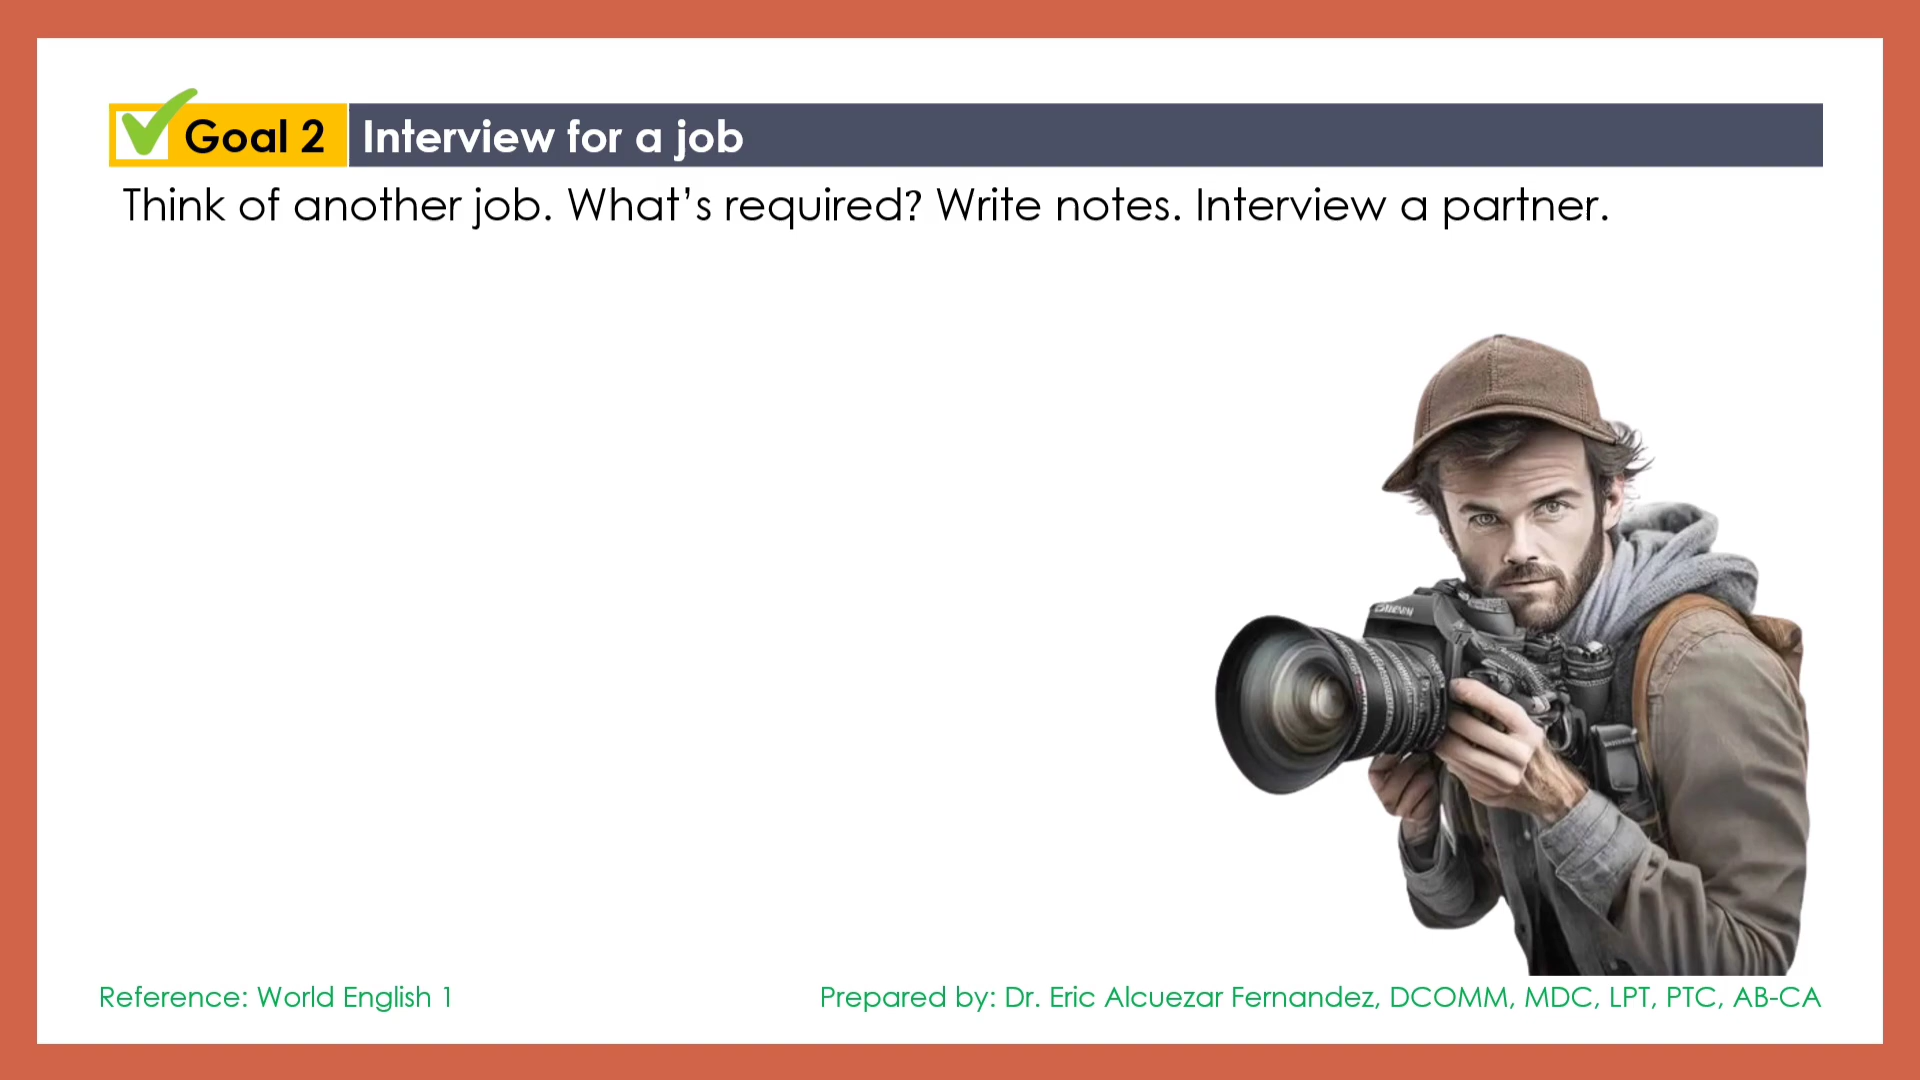 Goal 2 Interview for a job
Think of another job. What's required? Write notes. Interview a partner.
Reference: World English 1
Prepared by: Dr. Eric Alcuezar Fernandez, DCOMM, MDC, LPT, PTC, AB-CA